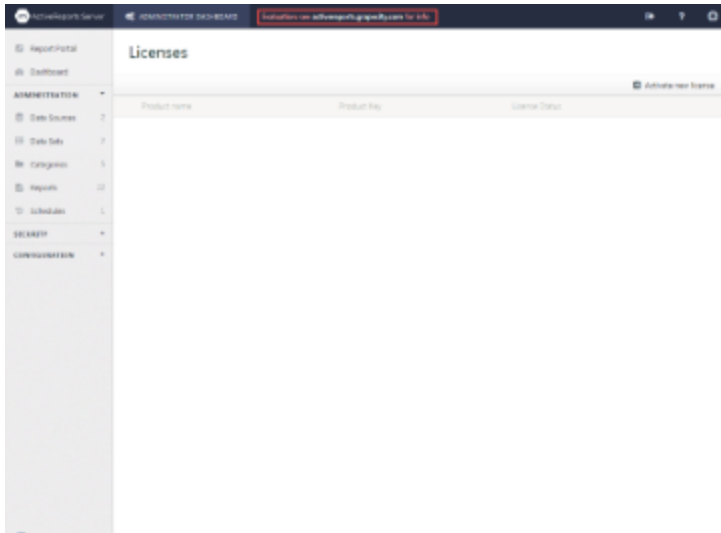 ActiveReports Server
ADMINISTRATOR DASHBOARD
Evaluation: see activereports.grapecity.com for info
?
Report Portal
Dashboard
ADMINISTRATION
Data Sources
Data Sets
Categories
Reports
Schedules 1
SECURITY
CONFIGURATION
Licenses
Activate new license
Product name Product Key License Status